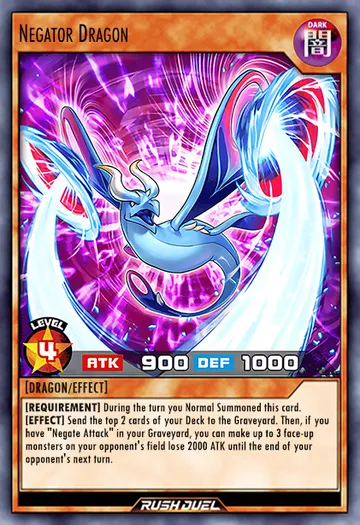 NEGATOR DRAGON
DARK
闇
LEVEL
4
ATK 900 DEF 1000
[DRAGON/EFFECT]
[REQUIREMENT] During the turn you Normal Summoned this card.
[EFFECT] Send the top 2 cards of your Deck to the Graveyard. Then, if
you have "Negate Attack" in your Graveyard, you can make up to 3 face-up
monsters on your opponent's field lose 2000 ATK until the end of your
opponent's next turn.
RUSH DUEL